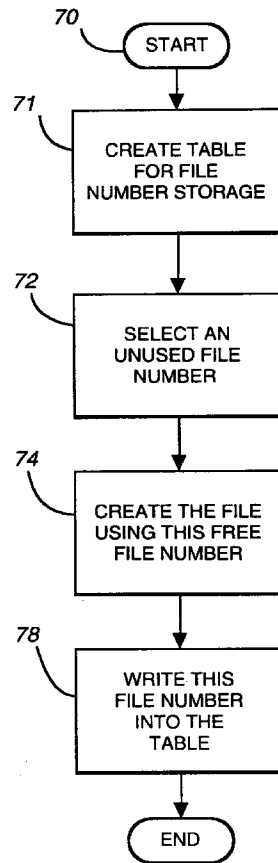 70
START
71
CREATE TABLE
FOR FILE
NUMBER STORAGE
72
SELECT AN
UNUSED FILE
NUMBER
74
CREATE THE FILE
USING THIS FREE
FILE NUMBER
78
WRITE THIS
FILE NUMBER
INTO THE
TABLE
END